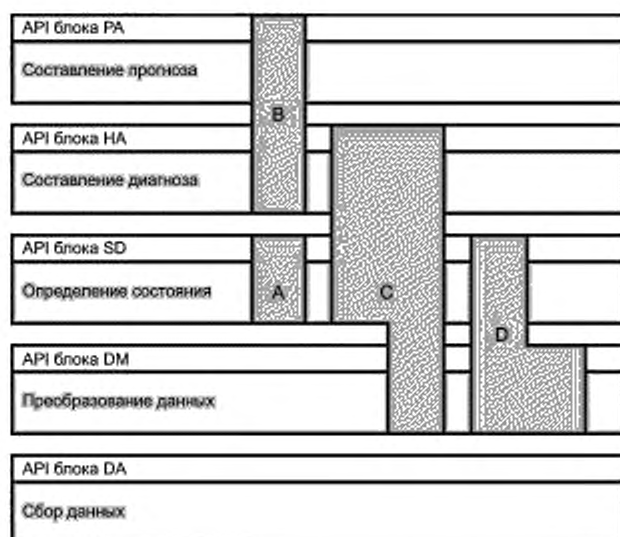 API блока PA
Составление прогноза
B
API блока HA
Составление диагноза
API блока SD
Определение состояния
A
C
D
API блока DM
Преобразование данных
API блока DA
Сбор данных